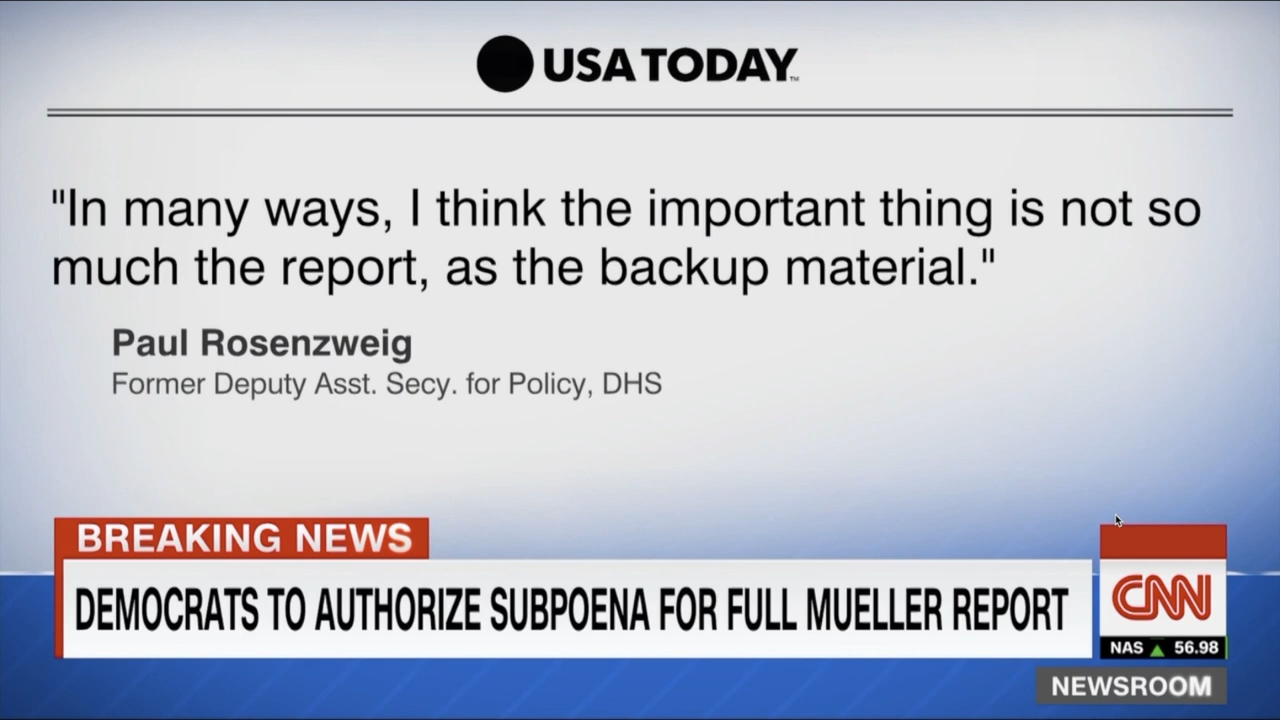 USA TODAY™
"In many ways, I think the important thing is not so
much the report, as the backup material."
Paul Rosenzweig
Former Deputy Asst. Secy. for Policy, DHS
BREAKING NEWS
DEMOCRATS TO AUTHORIZE SUBPOENA FOR FULL MUELLER REPORT
CNN
NAS ▲ 56.98
NEWSROOM